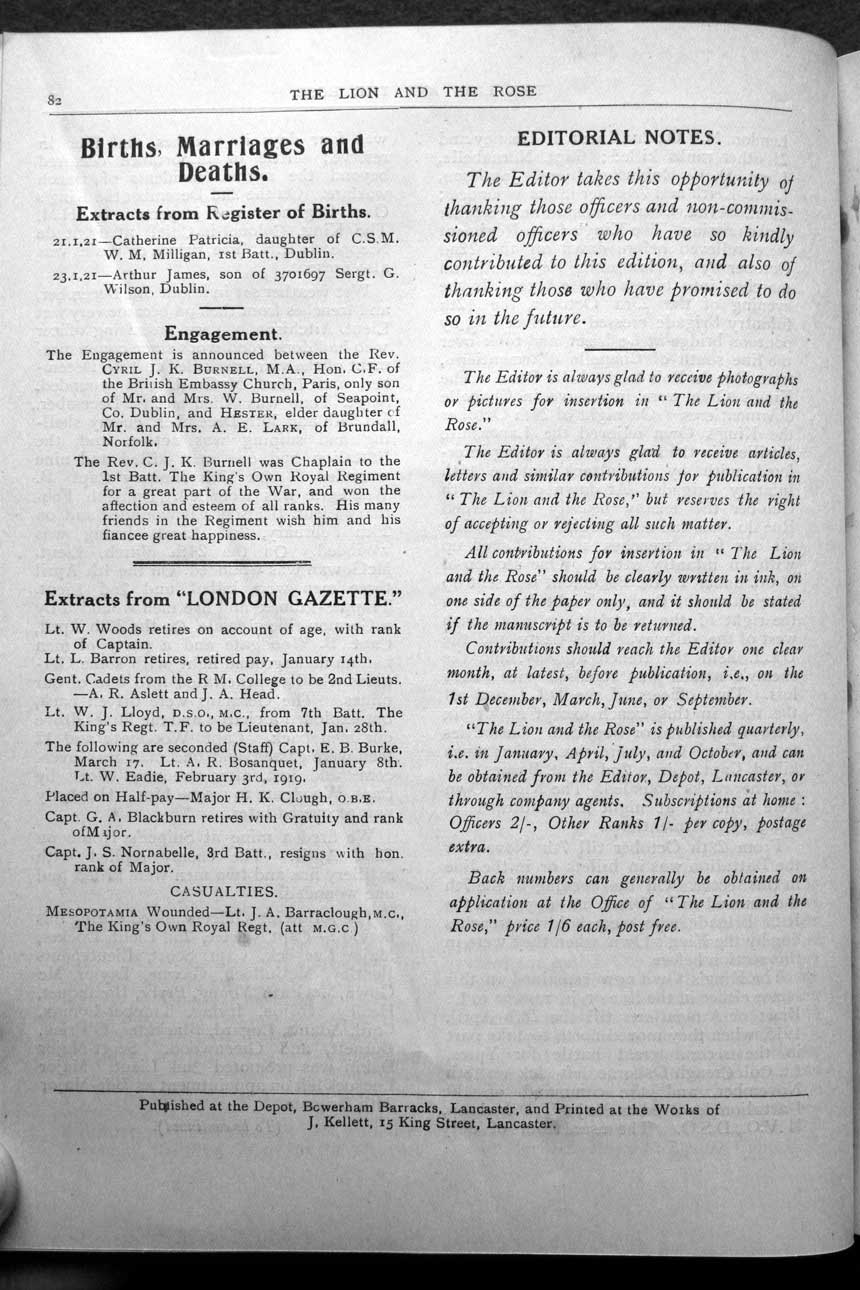 82
THE LION AND THE ROSE
Births, Marriages and
Deaths.
Extracts from Register of Births.
21.1.21—Catherine Patricia, daughter of C.S.M.
W. M. Milligan, 1st Batt., Dublin.
23.1.21—Arthur James, son of 3701697 Sergt. G.
Wilson, Dublin.
Engagement.
The Engagement is announced between the Rev.
CYRIL J. K. BURNELL, M.A., Hon. C.F. of
the British Embassy Church, Paris, only son
of Mr. and Mrs. W. Burnell, of Seapoint,
Co. Dublin, and HESTER, elder daughter of
Mr. and Mrs. A. E. LARK, of Brundall,
Norfolk.
The Rev. C. J. K. Burnell was Chaplain to the
1st Batt. The King's Own Royal Regiment
for a great part of the War, and won the
affection and esteem of all ranks. His many
friends in the Regiment wish him and his
fiancee great happiness.
Extracts from "LONDON GAZETTE."
Lt. W. Woods retires on account of age, with rank
of Captain.
Lt. L. Barron retires, retired pay, January 14th.
Gent. Cadets from the R M. College to be 2nd Lieuts.
—A. R. Aslett and J. A. Head.
Lt. W. J. Lloyd, D.S.O., M.C., from 7th Batt. The
King's Regt. T.F. to be Lieutenant, Jan. 28th.
The following are seconded (Staff) Capt. E. B. Burke,
March 17. Lt. A. R. Bosanquet, January 8th.
Lt. W. Eadie, February 3rd, 1919.
Placed on Half-pay—Major H. K. Clough, O.B.E.
Capt. G. A. Blackburn retires with Gratuity and rank
of Major.
Capt. J. S. Nornabelle, 3rd Batt., resigns with hon.
rank of Major.
CASUALTIES.
MESOPOTAMIA Wounded—Lt. J. A. Barraclough, M.C.,
The King's Own Royal Regt. (att M.G.C )
EDITORIAL NOTES.
The Editor takes this opportunity of
thanking those officers and non-commis-
sioned officers who have so kindly
contributed to this edition, and also of
thanking those who have promised to do
so in the future.
The Editor is always glad to receive photographs
or pictures for insertion in "The Lion and the
Rose."
The Editor is always glad to receive articles,
letters and similar contributions for publication in
"The Lion and the Rose," but reserves the right
of accepting or rejecting all such matter.
All contributions for insertion in "The Lion
and the Rose" should be clearly written in ink, on
one side of the paper only, and it should be stated
if the manuscript is to be returned.
Contributions should reach the Editor one clear
month, at latest, before publication, i.e., on the
1st December, March, June, or September.
"The Lion and the Rose" is published quarterly,
i.e. in January, April, July, and October, and can
be obtained from the Editor, Depot, Lancaster, or
through company agents. Subscriptions at home :
Officers 2/-, Other Ranks 1/- per copy, postage
extra.
Back numbers can generally be obtained on
application at the Office of "The Lion and the
Rose," price 1/6 each, post free.
Published at the Depot, Bowerham Barracks, Lancaster, and Printed at the Works of
J. Kellett, 15 King Street, Lancaster.